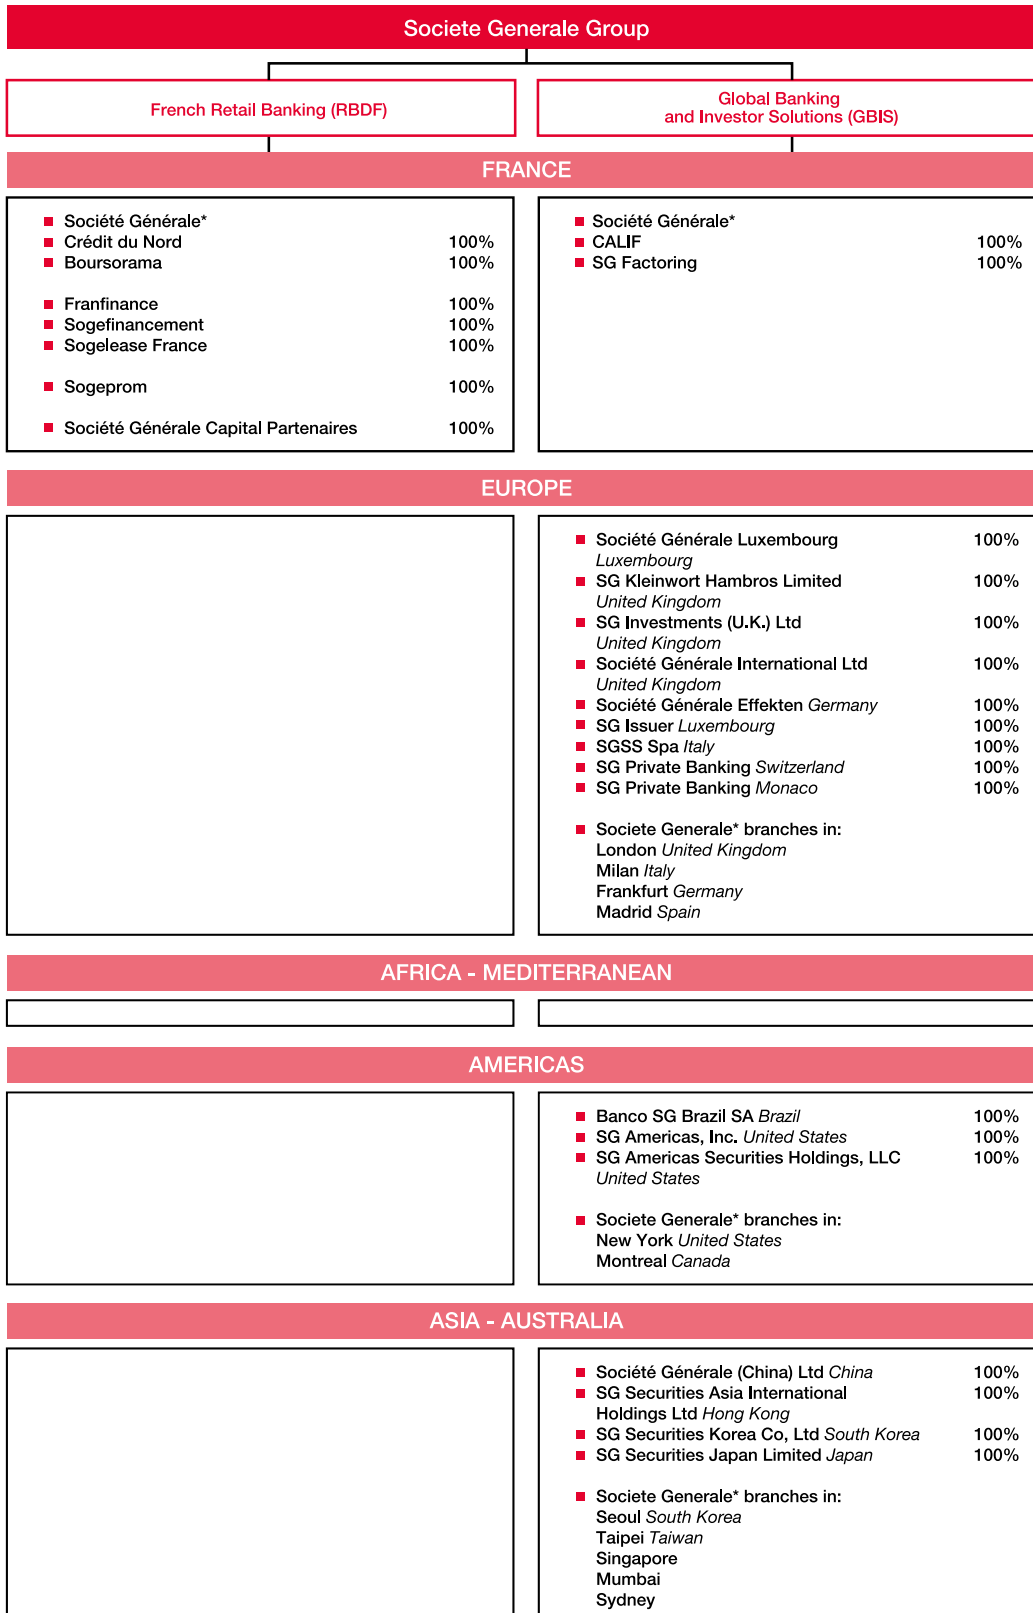 Societe Generale Group
French Retail Banking (RBDF)
Global Banking
and Investor Solutions (GBIS)
FRANCE
Société Générale*
Crédit du Nord 100%
Boursorama 100%
Franfinance 100%
Sogefinancement 100%
Sogelease France 100%
Sogeprom 100%
Société Générale Capital Partenaires 100%
Société Générale*
CALIF 100%
SG Factoring 100%
EUROPE
Société Générale Luxembourg 100%
Luxembourg
SG Kleinwort Hambros Limited 100%
United Kingdom
SG Investments (U.K.) Ltd 100%
United Kingdom
Société Générale International Ltd 100%
United Kingdom
Société Générale Effekten Germany 100%
SG Issuer Luxembourg 100%
SGSS Spa Italy 100%
SG Private Banking Switzerland 100%
SG Private Banking Monaco 100%
Societe Generale* branches in:
London United Kingdom
Milan Italy
Frankfurt Germany
Madrid Spain
AFRICA - MEDITERRANEAN
AMERICAS
Banco SG Brazil SA Brazil 100%
SG Americas, Inc. United States 100%
SG Americas Securities Holdings, LLC 100%
United States
Societe Generale* branches in:
New York United States
Montreal Canada
ASIA - AUSTRALIA
Société Générale (China) Ltd China 100%
SG Securities Asia International 100%
Holdings Ltd Hong Kong
SG Securities Korea Co, Ltd South Korea 100%
SG Securities Japan Limited Japan 100%
Societe Generale* branches in:
Seoul South Korea
Taipei Taiwan
Singapore
Mumbai
Sydney